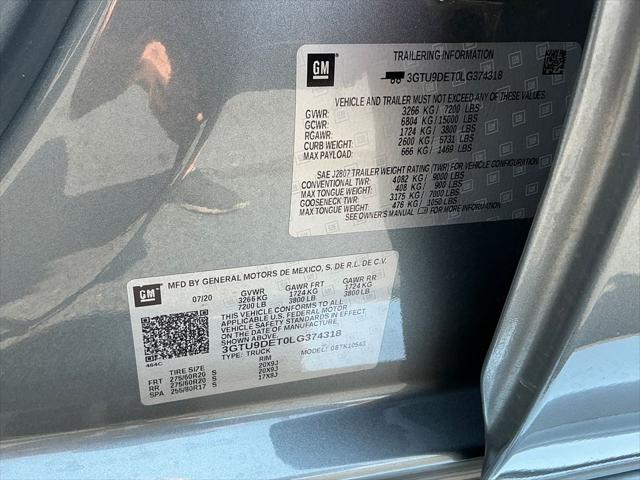 GM
TRAILERING INFORMATION
3GTU9DET0LG374318
VEHICLE AND TRAILER MUST NOT EXCEED ANY OF THESE VALUES.
GVWR: 3266 KG / 7200 LBS
GCWR: 6804 KG / 15000 LBS
RGAWR: 1724 KG / 3800 LBS
CURB WEIGHT: 2600 KG / 5731 LBS
MAX PAYLOAD: 666 KG / 1469 LBS
SAE J2807 TRAILER WEIGHT RATING (TWR) FOR VEHICLE CONFIGURATION
CONVENTIONAL TWR: 4082 KG / 9000 LBS
MAX TONGUE WEIGHT: 408 KG / 900 LBS
GOOSENECK TWR: 3175 KG / 7000 LBS
MAX TONGUE WEIGHT: 476 KG / 1050 LBS
SEE OWNER'S MANUAL FOR MORE INFORMATION
GM
MFD BY GENERAL MOTORS DE MEXICO, S. DE R.L. DE C.V.
07/20 GVWR GAWR FRT GAWR RR
3266 KG 1724 KG 1724 KG
7200 LB 3800 LB 3800 LB
THIS VEHICLE CONFORMS TO ALL
APPLICABLE U.S. FEDERAL MOTOR
VEHICLE SAFETY STANDARDS IN EFFECT
ON THE DATE OF MANUFACTURE.
3GTU9DET0LG374318
464C TYPE: TRUCK MODEL:
TIRE SIZE RIM
FRT 275/60R20 S 20X9J
RR 275/60R20 S 20X9J
SPA 255/80R17 S 17X8J